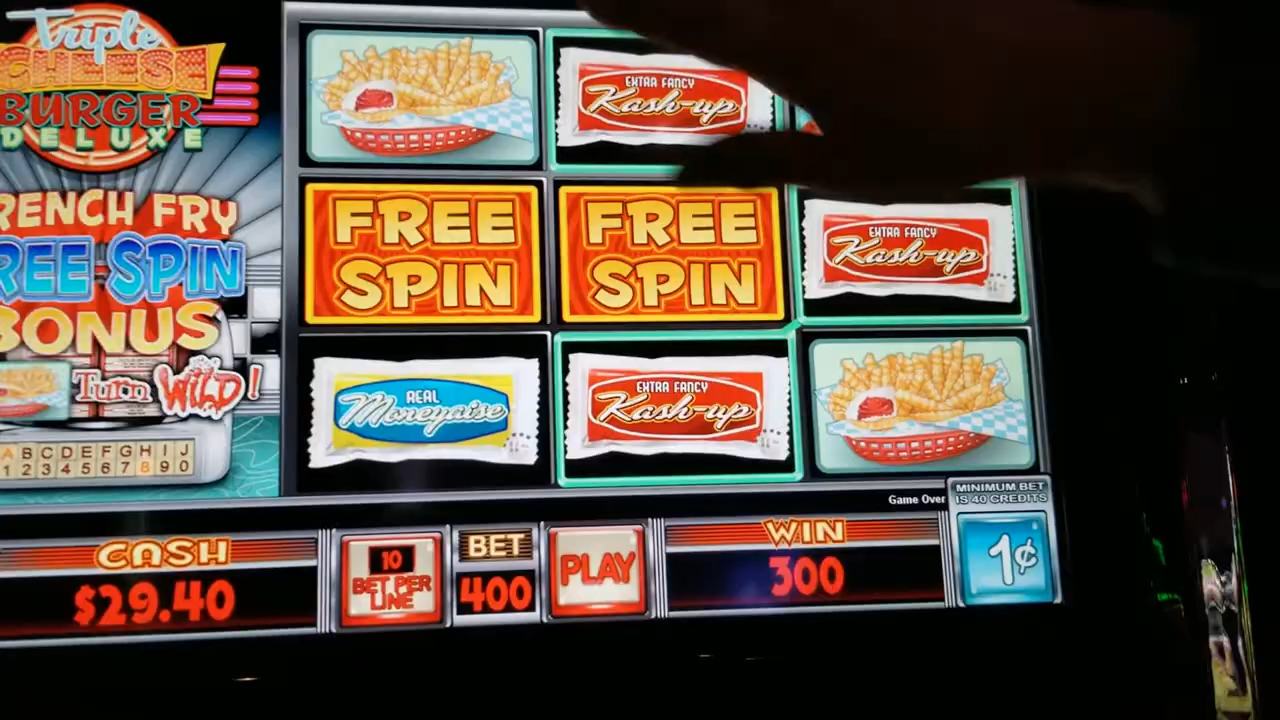 Triple
CHEESE
BURGER
DELUXE
RENCH FRY
REE SPIN
BONUS
Turn WILD!
A B C D E F G H I J
1 2 3 4 5 6 7 8 9 0
EXTRA FANCY
Kash-up
FREE
SPIN
FREE
SPIN
EXTRA FANCY
Kash-up
REAL
Moneyaise
EXTRA FANCY
Kash-up
Game Over
MINIMUM BET
IS 40 CREDITS
CASH
$29.40
10
BET PER
LINE
BET
400
PLAY
WIN
300
1¢